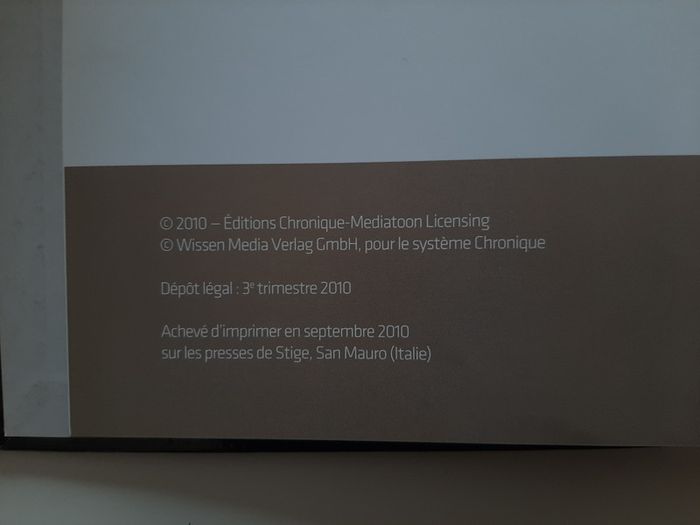 © 2010 – Éditions Chronique-Mediatoon Licensing
© Wissen Media Verlag GmbH, pour le système Chronique
Dépôt légal : 3e trimestre 2010
Achevé d'imprimer en septembre 2010
sur les presses de Stige, San Mauro (Italie)